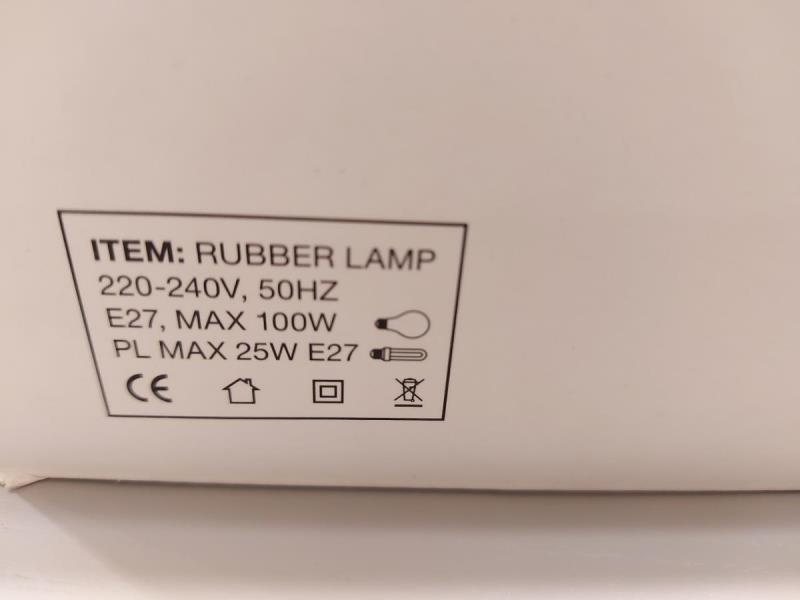 ITEM: RUBBER LAMP
220-240V, 50HZ
E27, MAX 100W
PL MAX 25W E27
CE